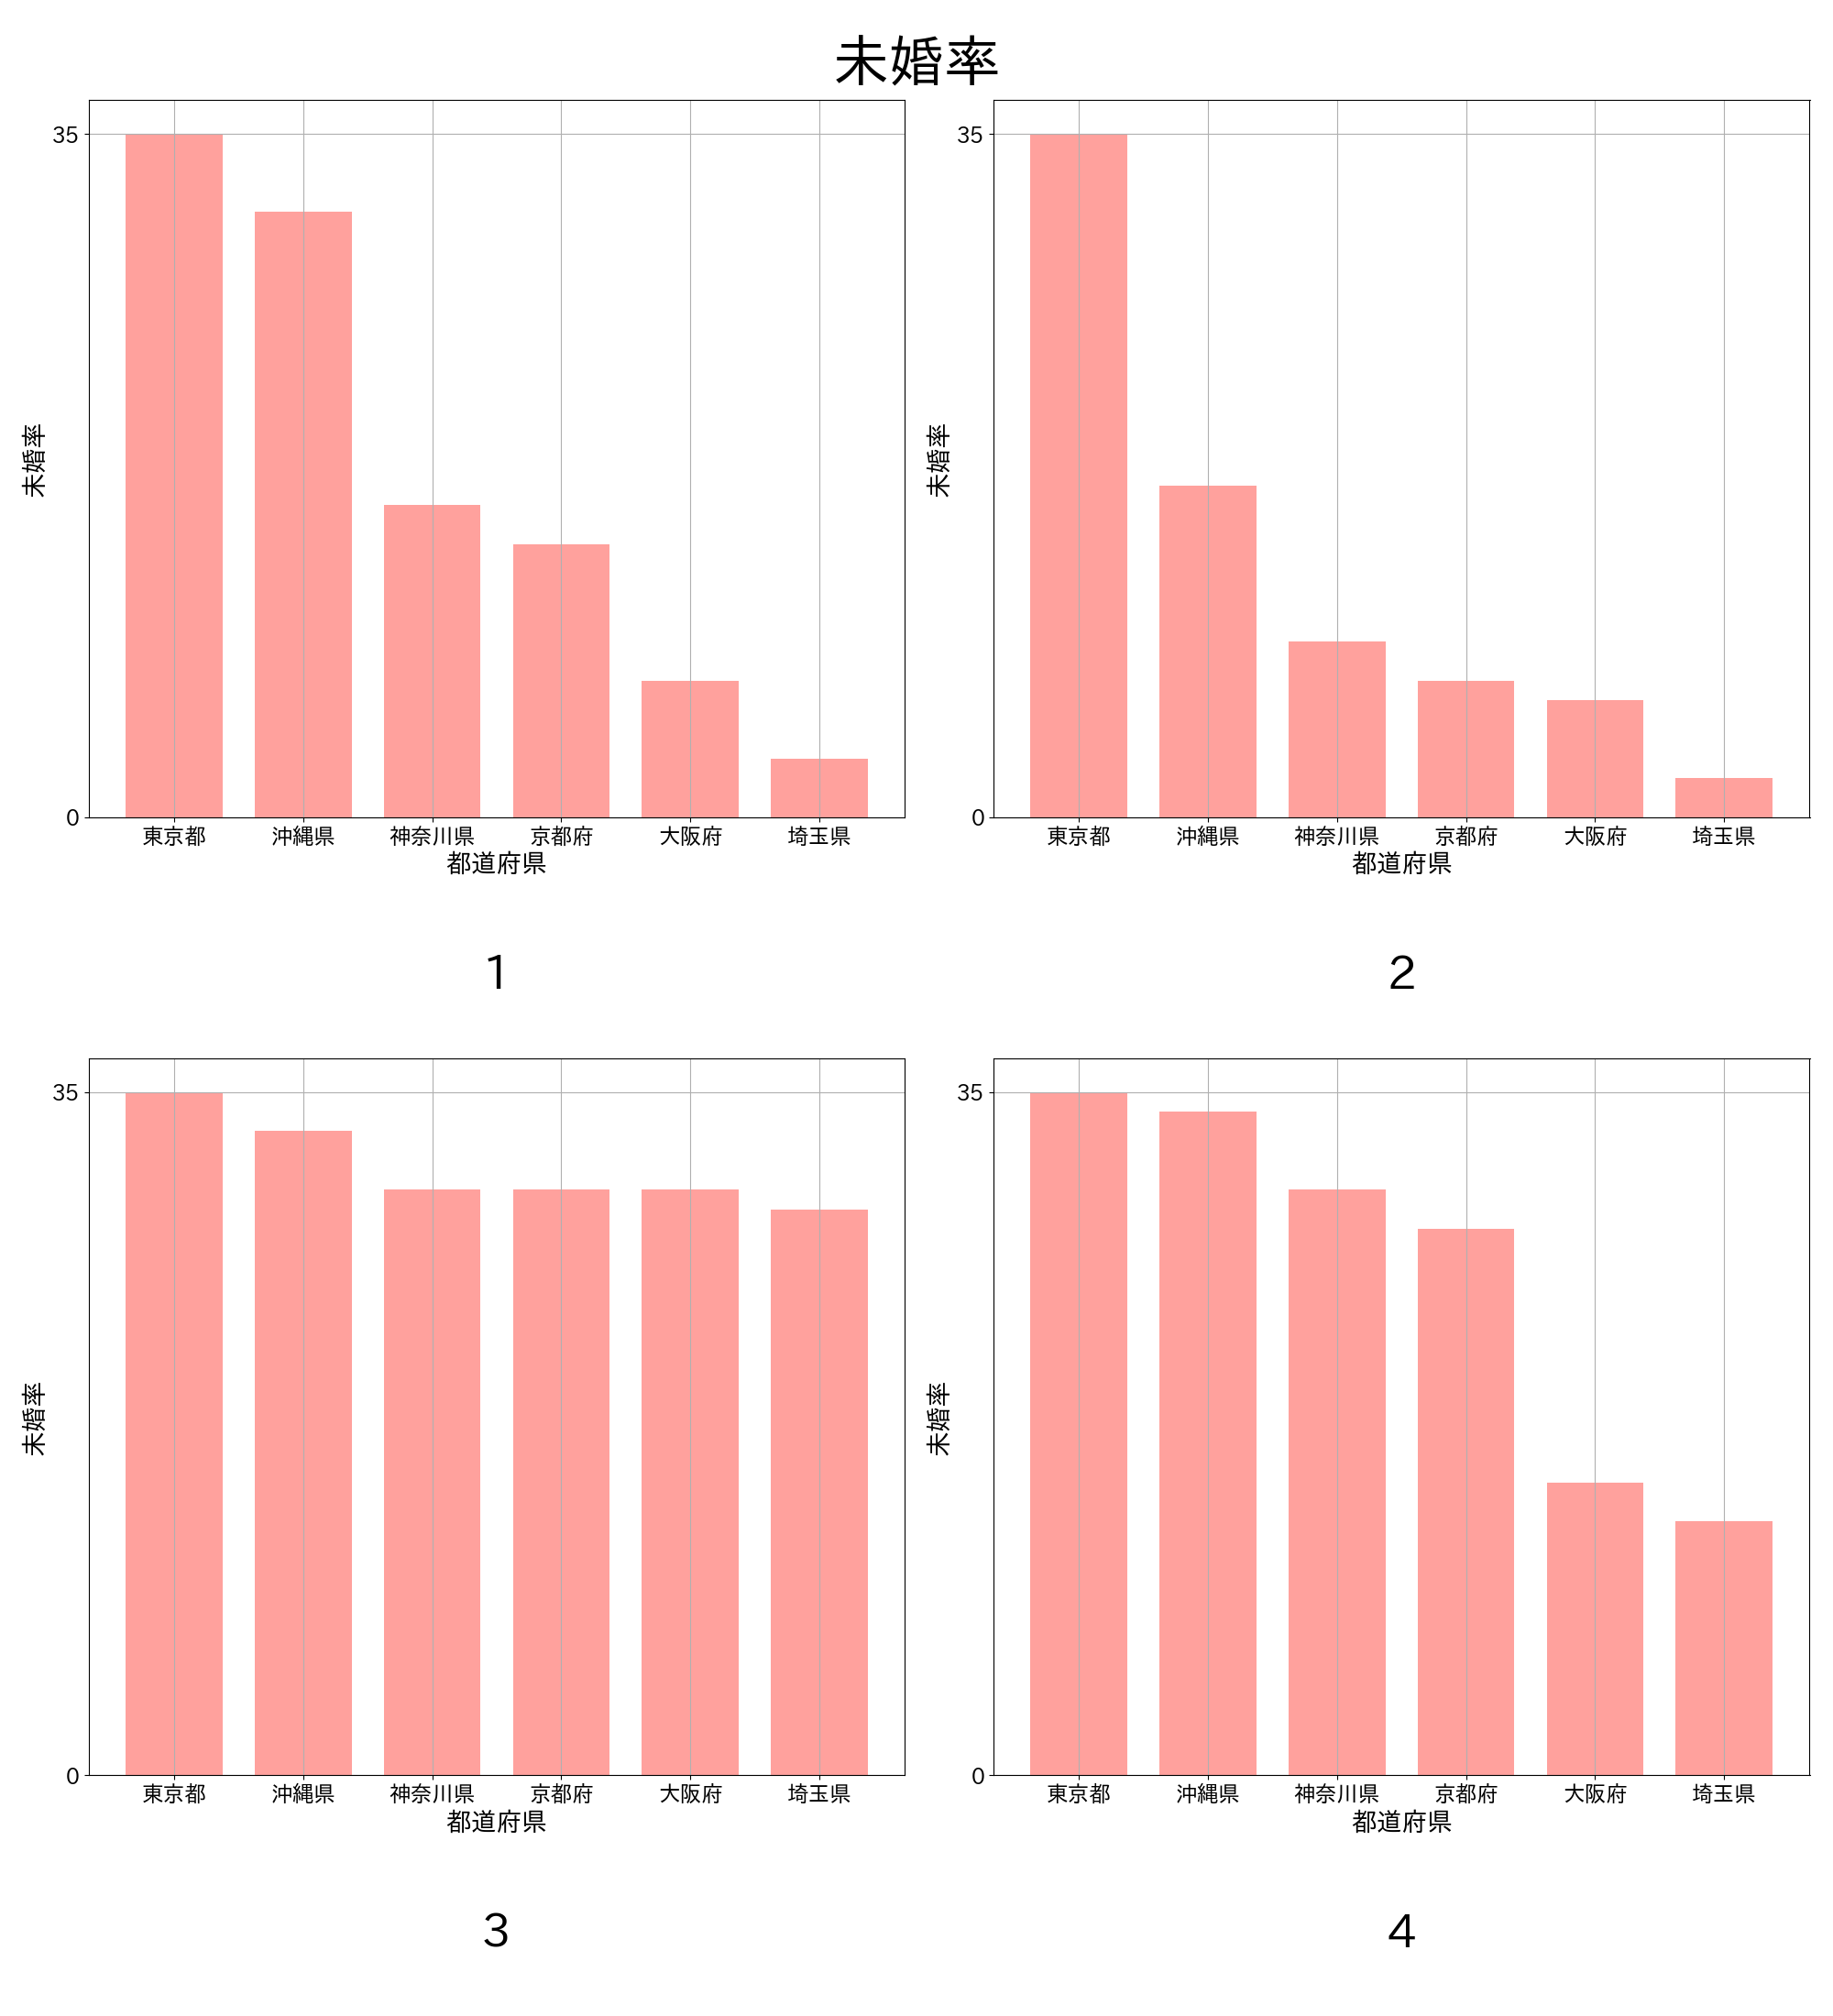 未婚率
35
0
未婚率
東京都 沖縄県 神奈川県 京都府 大阪府 埼玉県
都道府県
1
35
0
未婚率
東京都 沖縄県 神奈川県 京都府 大阪府 埼玉県
都道府県
2
35
0
未婚率
東京都 沖縄県 神奈川県 京都府 大阪府 埼玉県
都道府県
3
35
0
未婚率
東京都 沖縄県 神奈川県 京都府 大阪府 埼玉県
都道府県
4